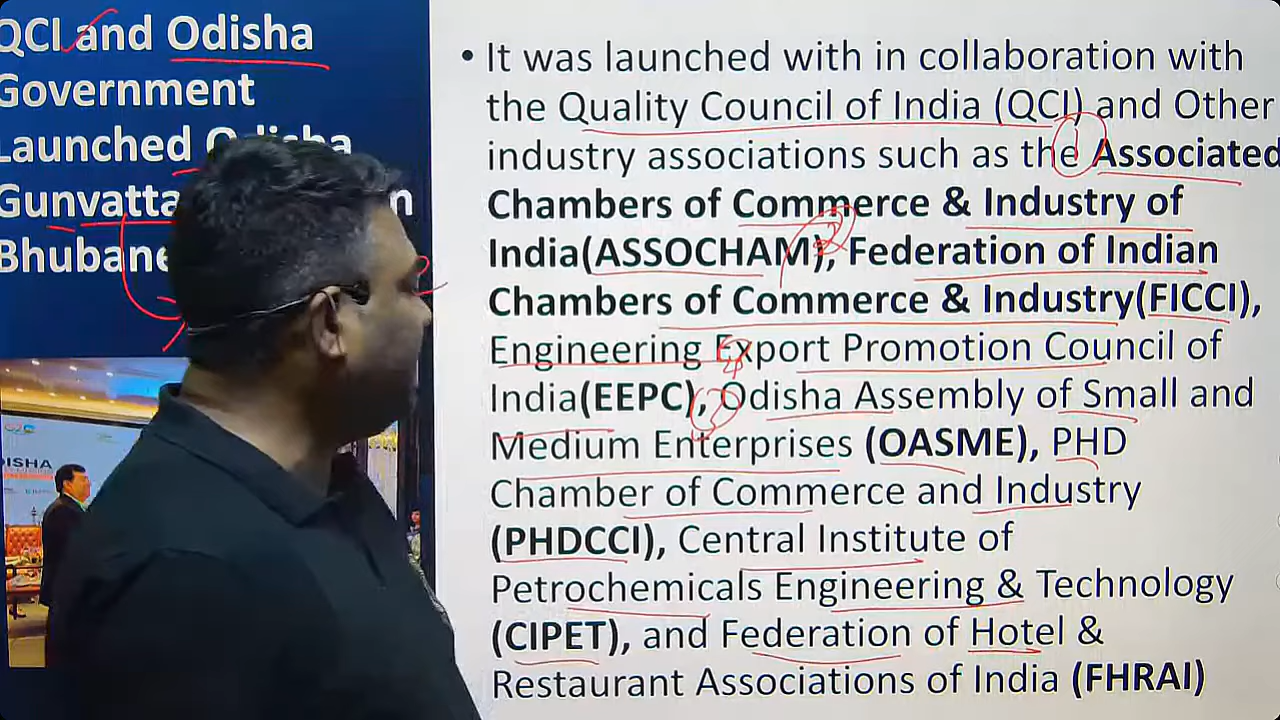 QCI and Odisha
Government
Launched Odisha
Gunvatta
Bhubane
DISHA
• It was launched with in collaboration with
the Quality Council of India (QCI) and Other
industry associations such as the Associated
Chambers of Commerce & Industry of
India(ASSOCHAM), Federation of Indian
Chambers of Commerce & Industry(FICCI),
Engineering Export Promotion Council of
India(EEPC), Odisha Assembly of Small and
Medium Enterprises (OASME), PHD
Chamber of Commerce and Industry
(PHDCCI), Central Institute of
Petrochemicals Engineering & Technology
(CIPET), and Federation of Hotel &
Restaurant Associations of India (FHRAI)